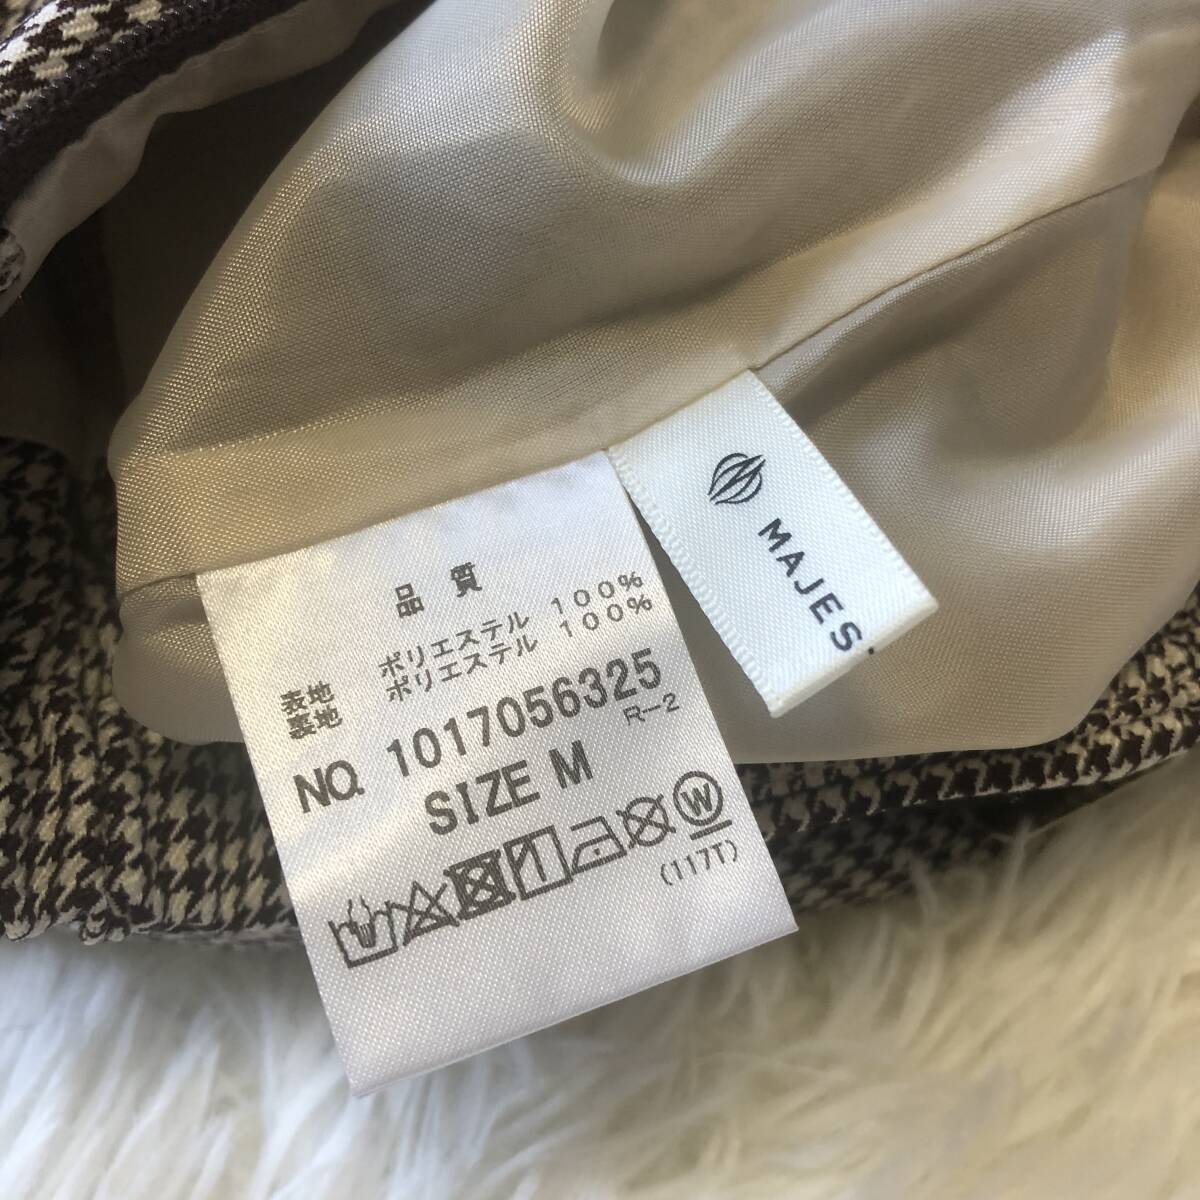 品質
表地 ポリエステル 100%
裏地 ポリエステル 100%
NO. 1017056325
R-2
SIZE M
W
(117T)
MAJES